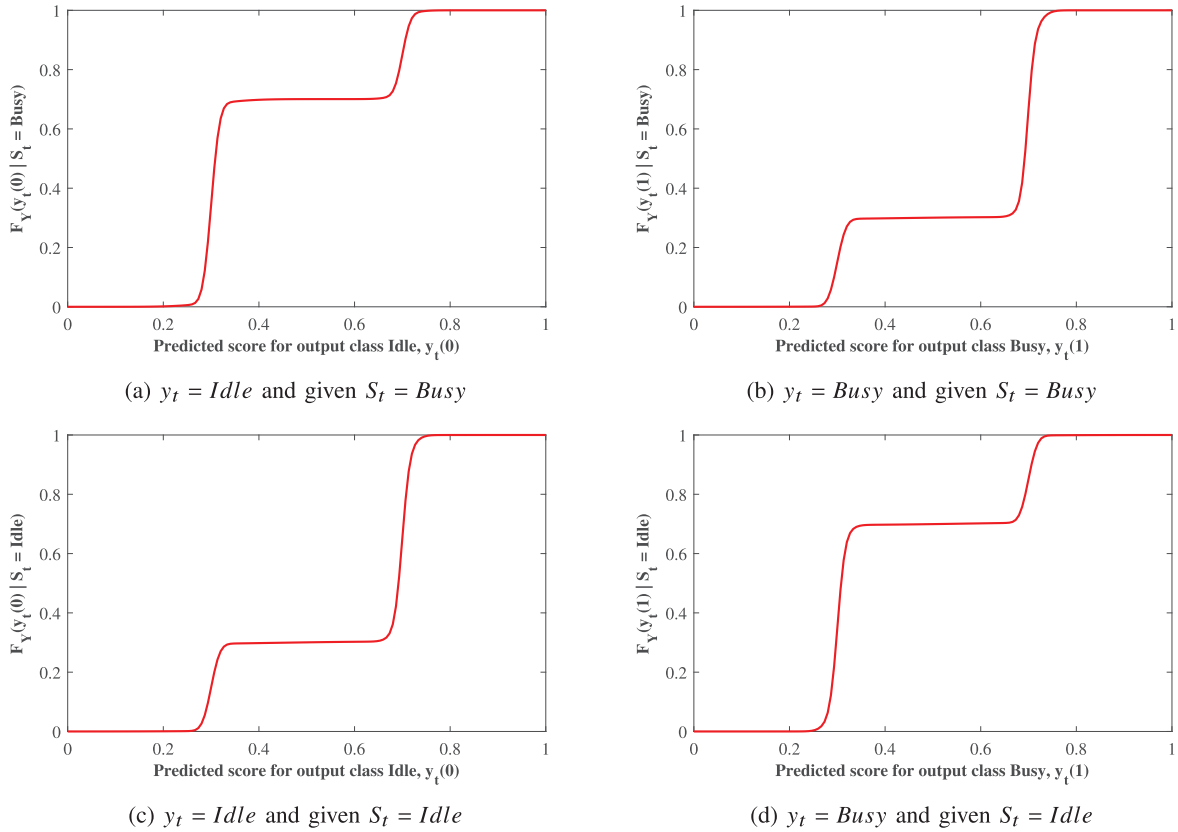 1
0.8
0.6
0.4
0.2
0
F_Y(y_t(0) | S_t = Busy)
0 0.2 0.4 0.6 0.8 1
Predicted score for output class Idle, y_t(0)
(a) y_t = Idle and given S_t = Busy
1
0.8
0.6
0.4
0.2
0
F_Y(y_t(1) | S_t = Busy)
0 0.2 0.4 0.6 0.8 1
Predicted score for output class Busy, y_t(1)
(b) y_t = Busy and given S_t = Busy
1
0.8
0.6
0.4
0.2
0
F_Y(y_t(0) | S_t = Idle)
0 0.2 0.4 0.6 0.8 1
Predicted score for output class Idle, y_t(0)
(c) y_t = Idle and given S_t = Idle
1
0.8
0.6
0.4
0.2
0
F_Y(y_t(1) | S_t = Idle)
0 0.2 0.4 0.6 0.8 1
Predicted score for output class Busy, y_t(1)
(d) y_t = Busy and given S_t = Idle